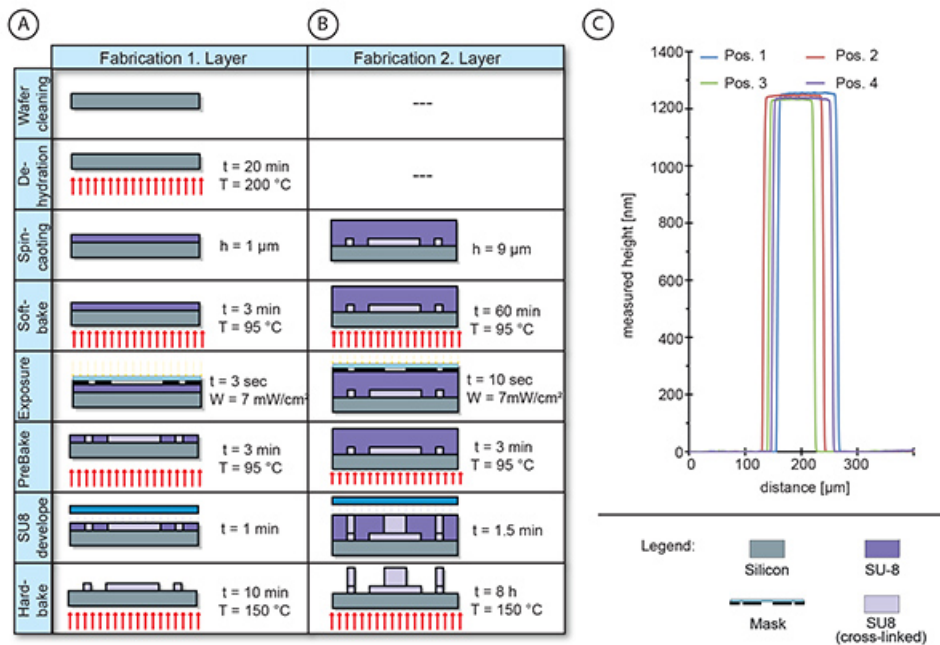 A
B
C
Fabrication 1. Layer
Fabrication 2. Layer
Wafer
cleaning
---
De-
hydration
t = 20 min
T = 200 °C
---
Spin-
caoting
h = 1 µm
h = 9 µm
Soft-
bake
t = 3 min
T = 95 °C
t = 60 min
T = 95 °C
Exposure
t = 3 sec
W = 7 mW/cm²
t = 10 sec
W = 7mW/cm²
PreBake
t = 3 min
T = 95 °C
t = 3 min
T = 95 °C
SU8
develope
t = 1 min
t = 1.5 min
Hard-
bake
t = 10 min
T = 150 °C
t = 8 h
T = 150 °C
measured height [nm]
1400
1200
1000
800
600
400
200
0
Pos. 1
Pos. 2
Pos. 3
Pos. 4
0
100
200
300
distance [µm]
Legend:
Silicon
SU-8
Mask
SU8
(cross-linked)